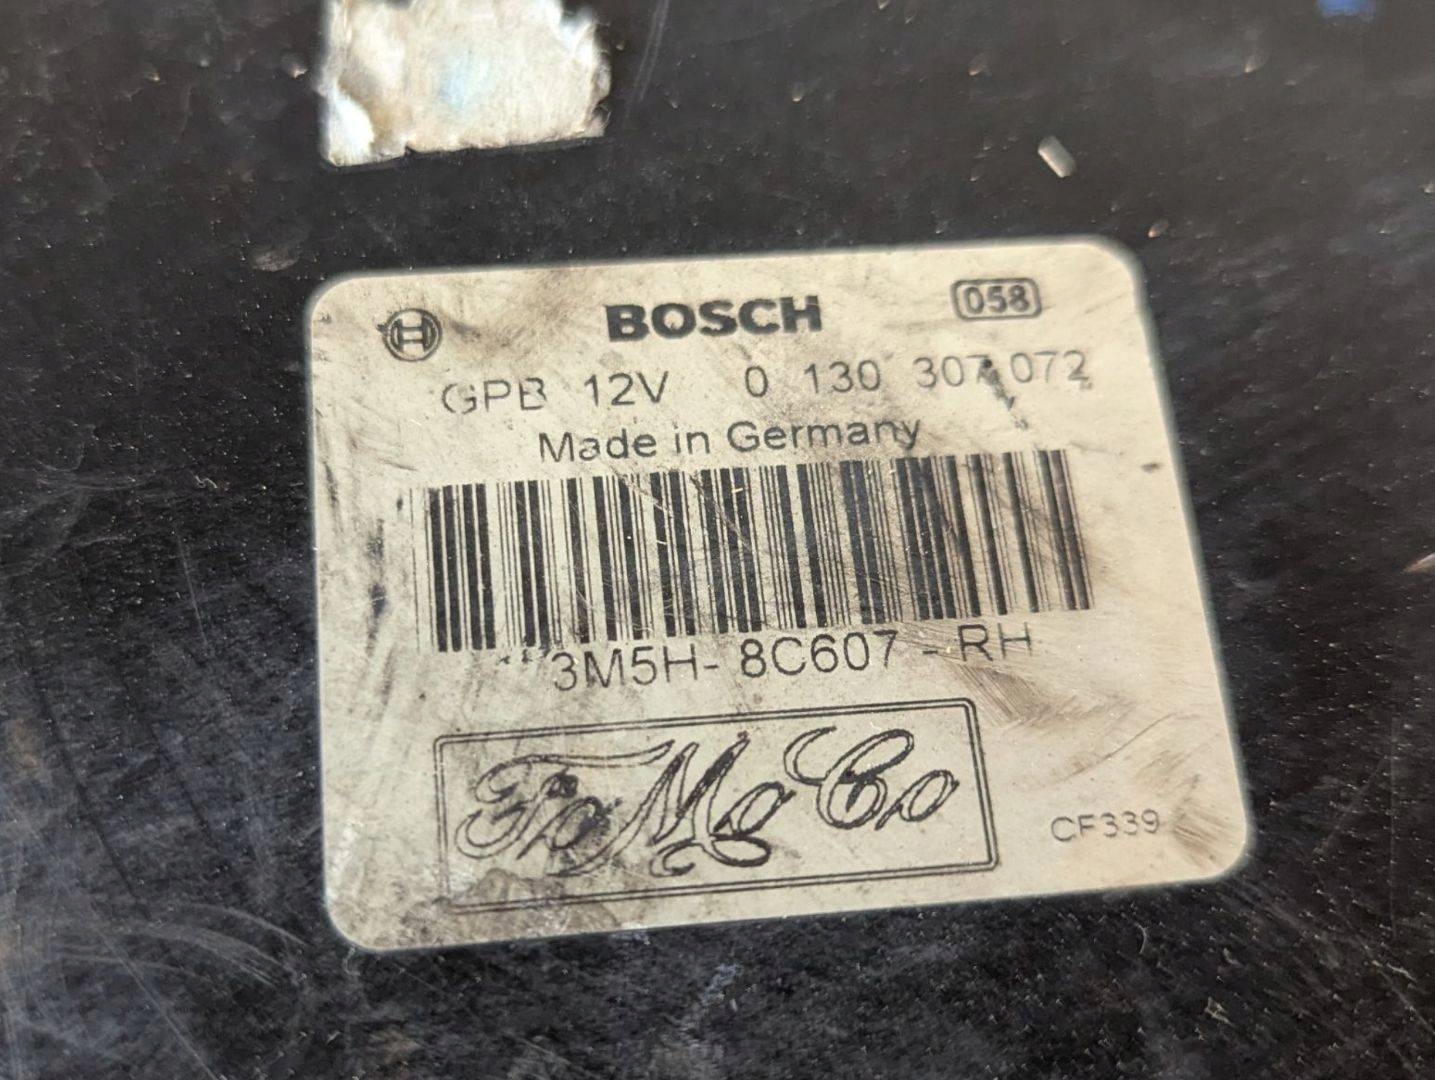 BOSCH 058
GPB 12V 0 130 307 072
Made in Germany
3M5H- 8C607 - RH
FoMoCo
CF339